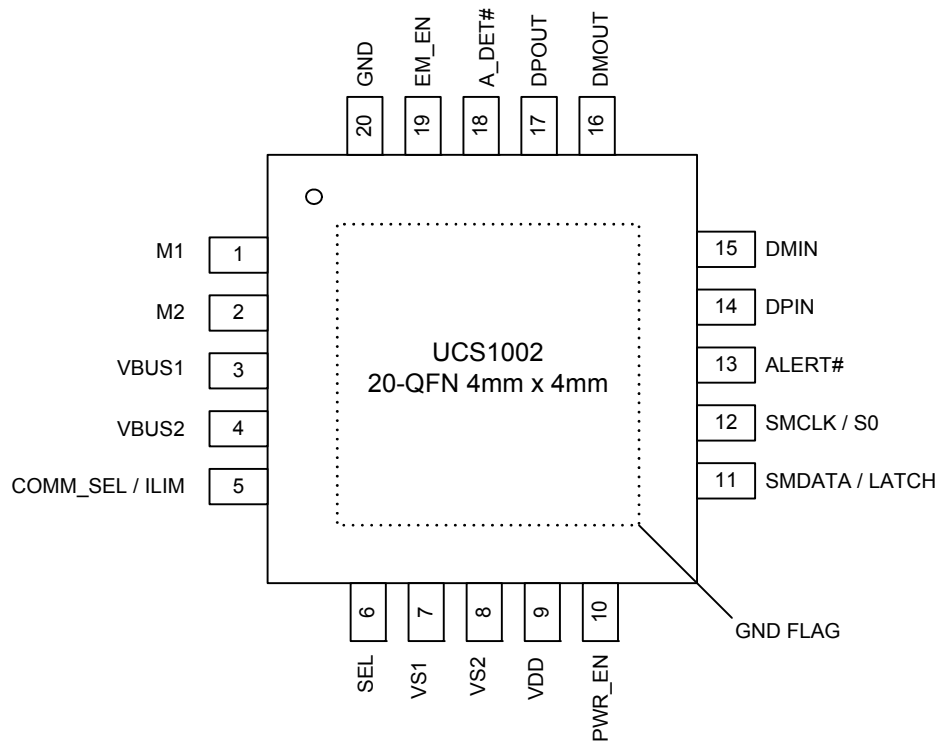 GND
EM_EN
A_DET#
DPOUT
DMOUT
20
19
18
17
16
M1
1
M2
2
VBUS1
3
VBUS2
4
COMM_SEL / ILIM
5
UCS1002
20-QFN 4mm x 4mm
15
DMIN
14
DPIN
13
ALERT#
12
SMCLK / S0
11
SMDATA / LATCH
6
7
8
9
10
SEL
VS1
VS2
VDD
PWR_EN
GND FLAG